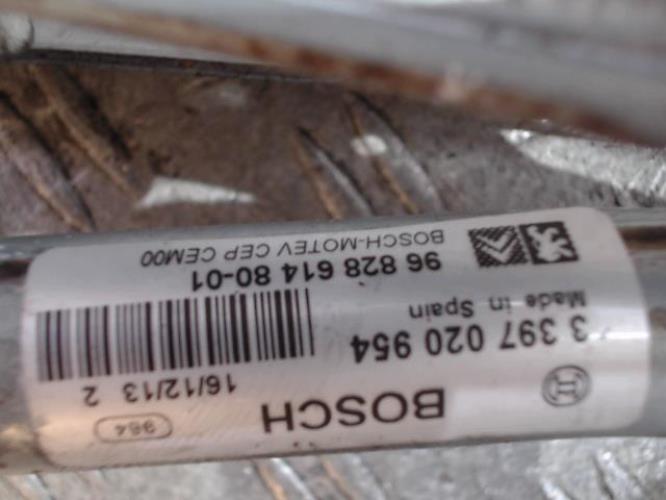 984
BOSCH
16/12/13 2
3 397 020 954
Made in Spain
96 828 614 80-01
BOSCH-MOTEV CEP CEM00